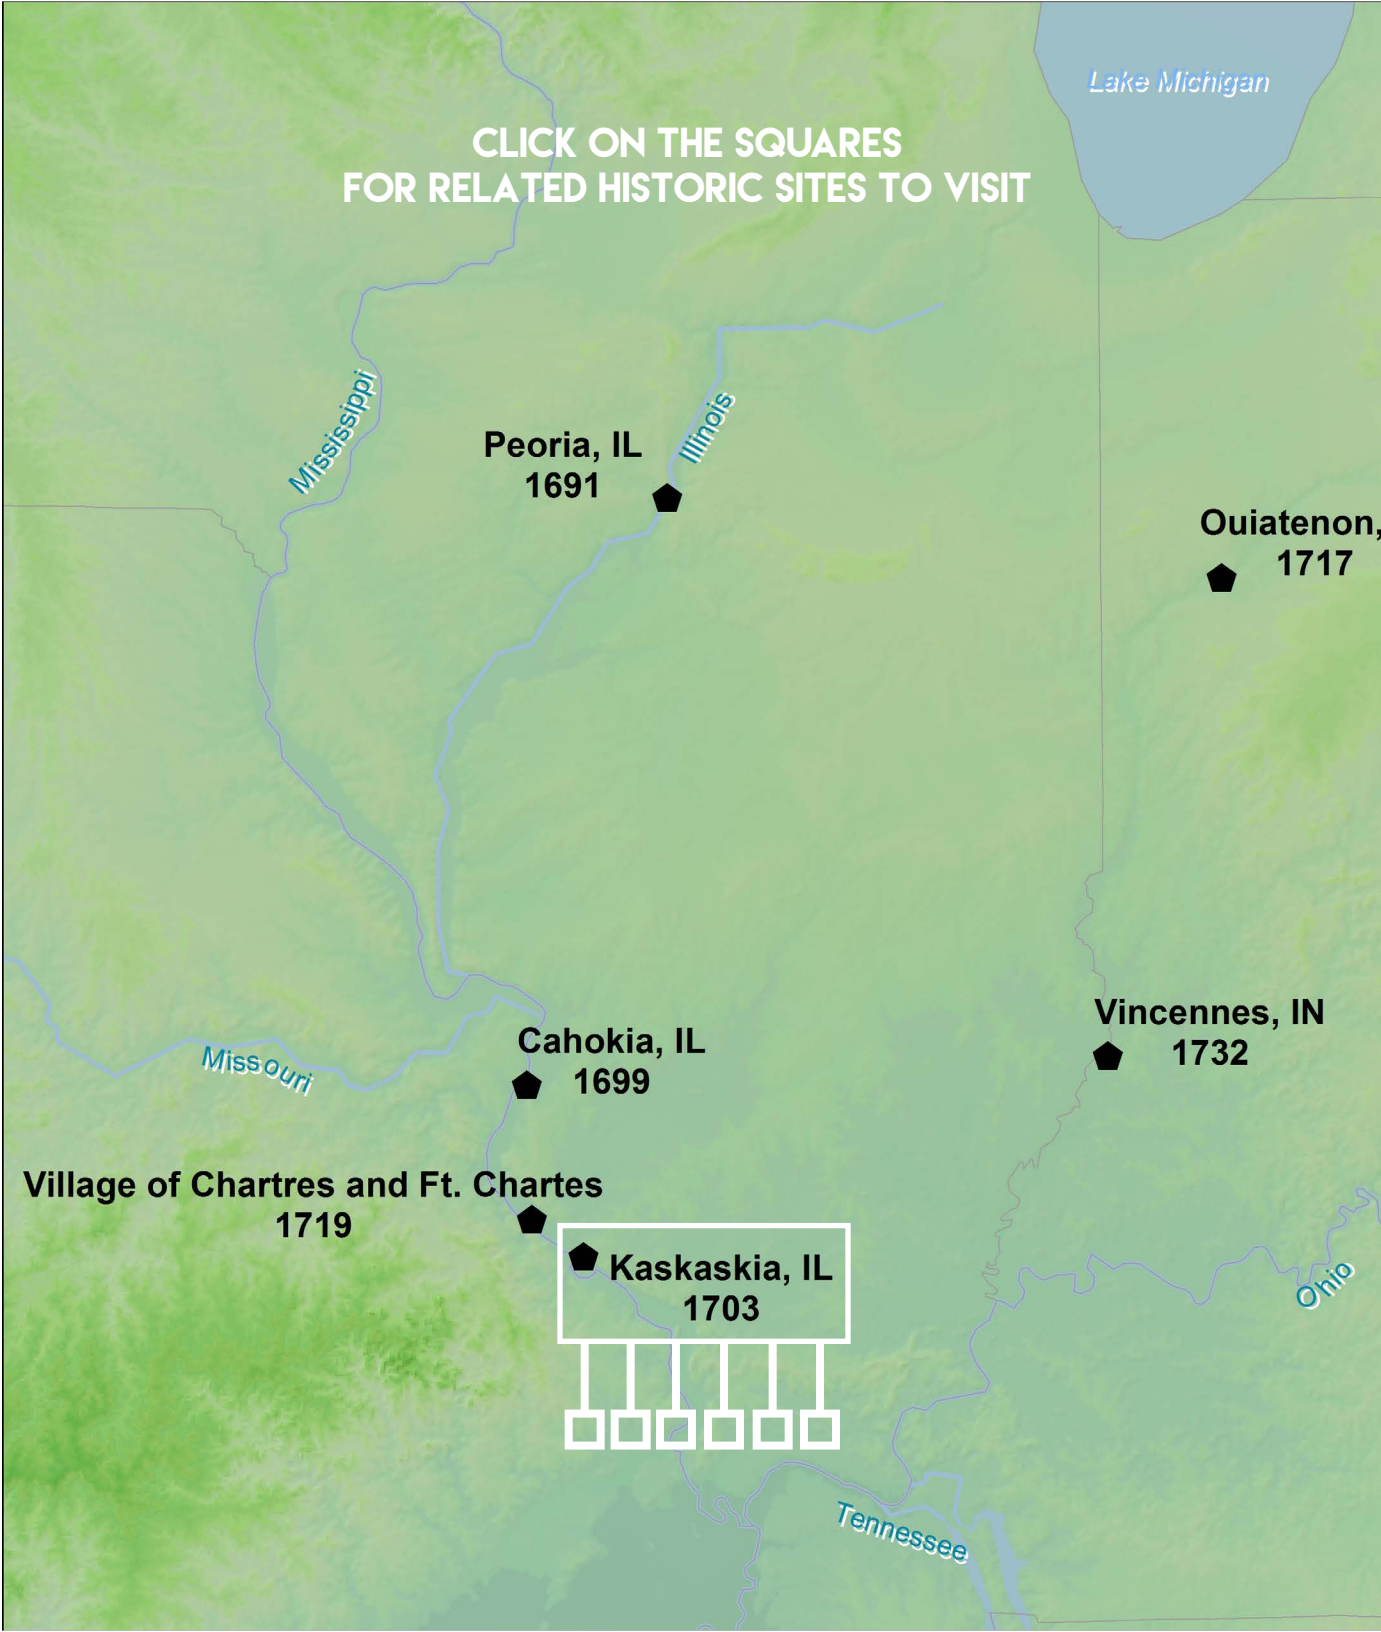 Lake Michigan
CLICK ON THE SQUARES
FOR RELATED HISTORIC SITES TO VISIT
Mississippi
Illinois
Peoria, IL
1691
Ouiatenon,
1717
Vincennes, IN
1732
Cahokia, IL
1699
Missouri
Village of Chartres and Ft. Chartes
1719
Kaskaskia, IL
1703
Ohio
Tennessee